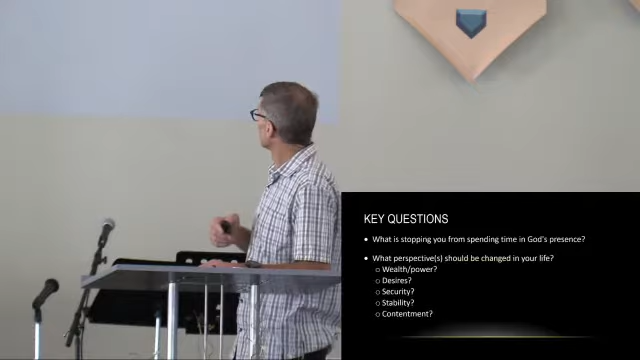 KEY QUESTIONS
• What is stopping you from spending time in God's presence?
• What perspective(s) should be changed in your life?
o Wealth/power?
o Desires?
o Security?
o Stability?
o Contentment?